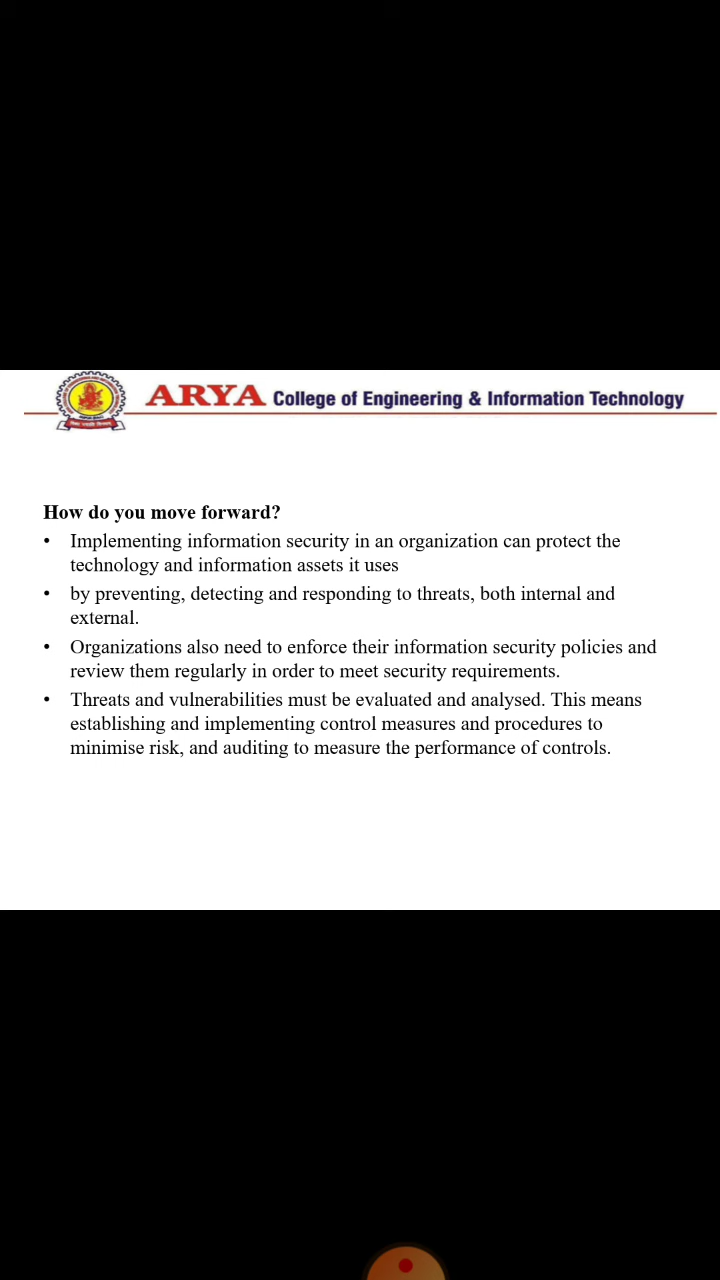 ARYA College of Engineering & Information Technology
How do you move forward?
• Implementing information security in an organization can protect the
technology and information assets it uses
• by preventing, detecting and responding to threats, both internal and
external.
• Organizations also need to enforce their information security policies and
review them regularly in order to meet security requirements.
• Threats and vulnerabilities must be evaluated and analysed. This means
establishing and implementing control measures and procedures to
minimise risk, and auditing to measure the performance of controls.